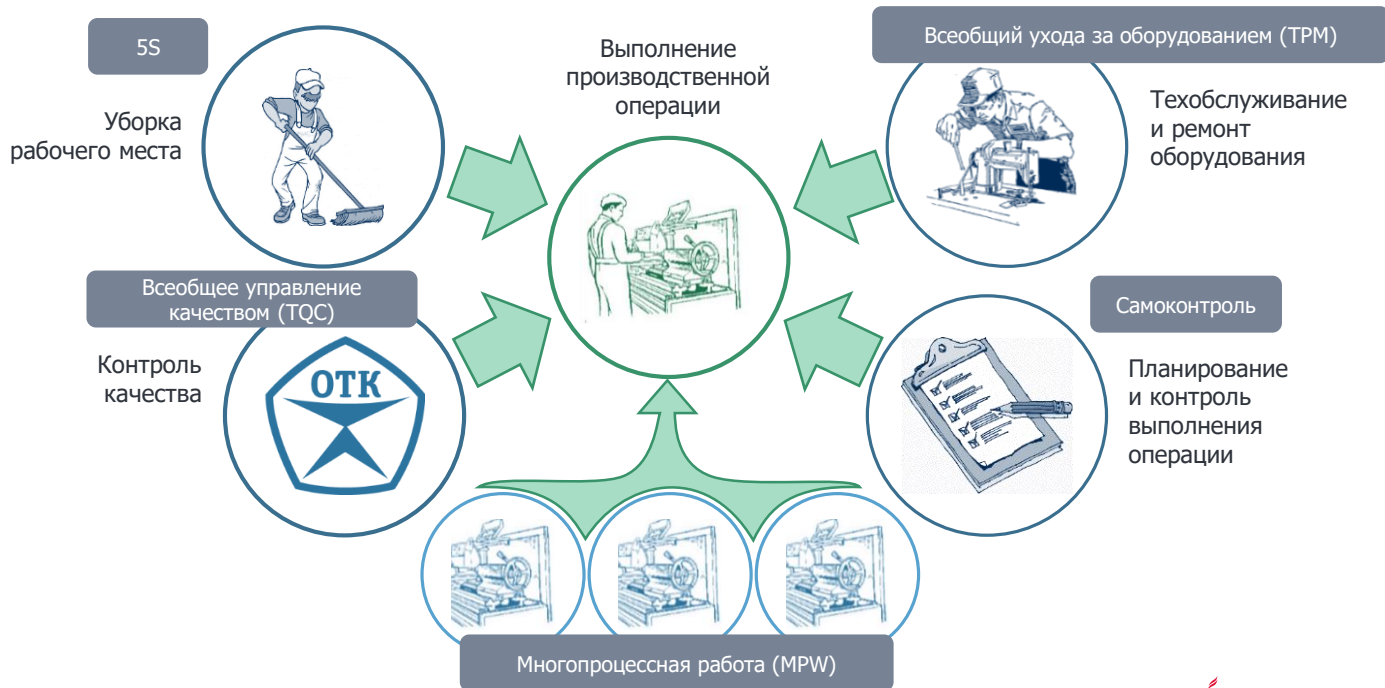 5S
Уборка
рабочего места
Выполнение
производственной
операции
Всеобщий ухода за оборудованием (TPM)
Техобслуживание
и ремонт
оборудования
Всеобщее управление
качеством (TQC)
Контроль
качества
ОТК
Самоконтроль
Планирование
и контроль
выполнения
операции
Многопроцессная работа (MPW)